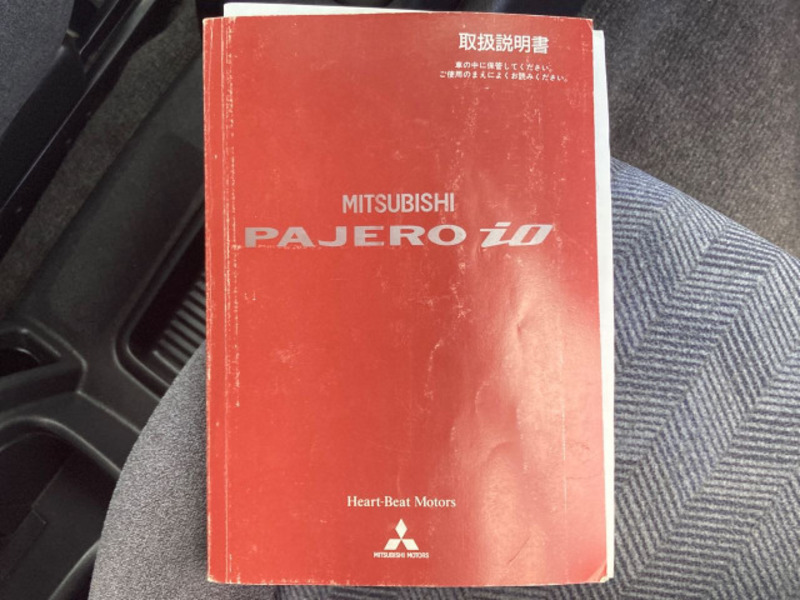 取扱説明書
車の中に保管してください。
ご使用のまえによくお読みください。
MITSUBISHI
PAJERO iO
Heart-Beat Motors
MITSUBISHI MOTORS